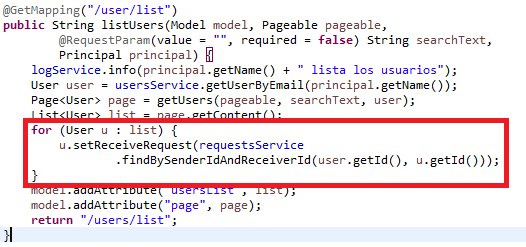 @GetMapping("/user/list")
public String listUsers(Model model, Pageable pageable,
@RequestParam(value = "", required = false) String searchText,
Principal principal) {
logService.info(principal.getName() + " lista los usuarios");
User user = usersService.getUserByEmail(principal.getName());
Page<User> page = getUsers(pageable, searchText, user);
List<User> list = page.getContent();
for (User u : list) {
u.setReceiveRequest(requestsService
.findBySenderIdAndReceiverId(user.getId(), u.getId()));
}
model.addAttribute("usersList", list);
model.addAttribute("page", page);
return "/users/list";
}